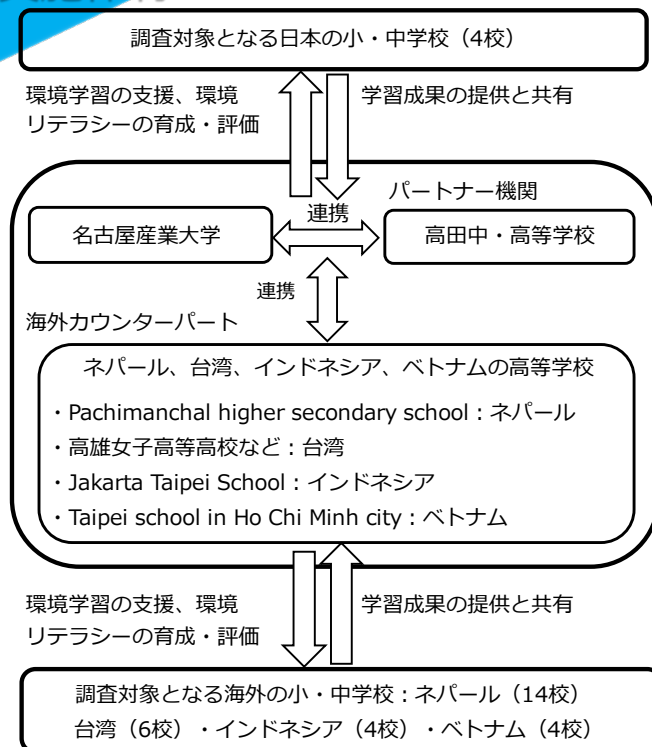 調査対象となる日本の小・中学校（4校）
環境学習の支援、環境
リテラシーの育成・評価
学習成果の提供と共有
パートナー機関
連携
名古屋産業大学
高田中・高等学校
連携
海外カウンターパート
ネパール、台湾、インドネシア、ベトナムの高等学校
・Pachimanchal higher secondary school：ネパール
・高雄女子高等高校など：台湾
・Jakarta Taipei School：インドネシア
・Taipei school in Ho Chi Minh city：ベトナム
環境学習の支援、環境
リテラシーの育成・評価
学習成果の提供と共有
調査対象となる海外の小・中学校：ネパール（14校）
台湾（6校）・インドネシア（4校）・ベトナム（4校）